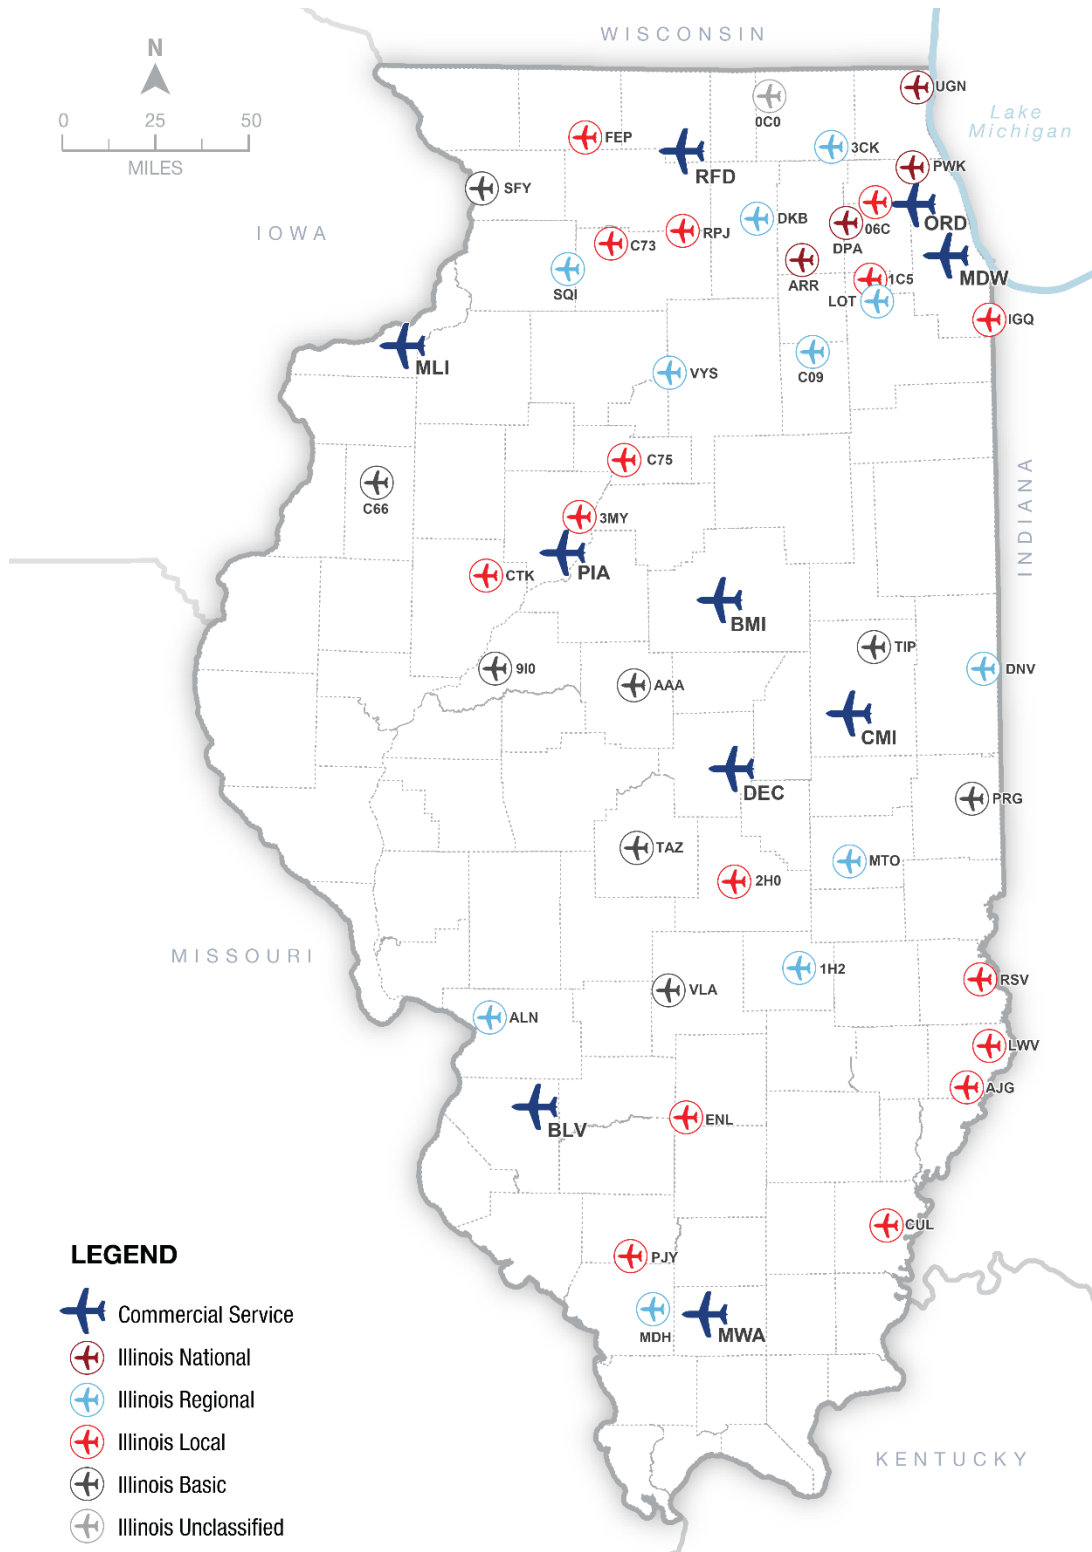 WISCONSIN
N
0 25 50
MILES
UGN
Lake
Michigan
0C0
FEP
3CK
RFD
PWK
SFY
ORD
IOWA
DKB
06C
RPJ
DPA
C73
MDW
ARR
1C5
SQI
LOT
IGQ
MLI
C09
VYS
C75
C66
INDIANA
3MY
PIA
CTK
BMI
TIP
9I0
DNV
AAA
CMI
DEC
PRG
TAZ
MTO
2H0
MISSOURI
1H2
RSV
VLA
ALN
LWV
AJG
BLV
ENL
CUL
PJY
MDH
MWA
KENTUCKY
LEGEND
Commercial Service
Illinois National
Illinois Regional
Illinois Local
Illinois Basic
Illinois Unclassified